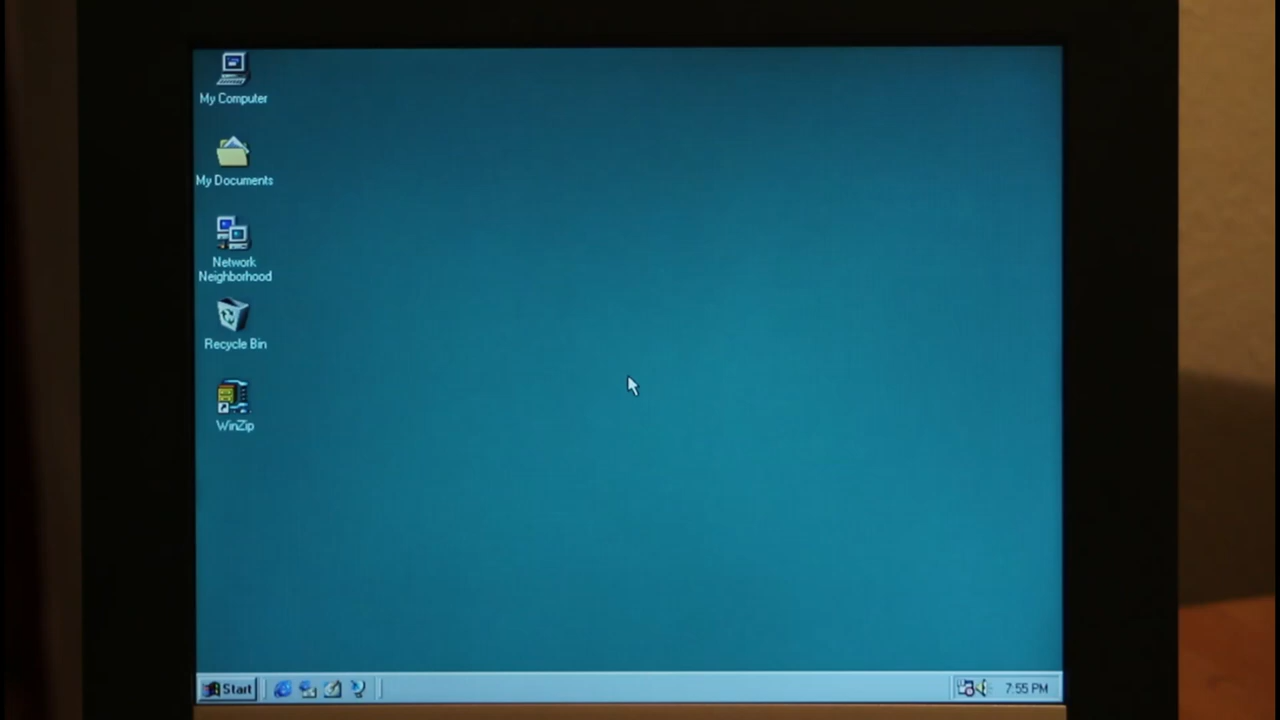 My Computer
My Documents
Network
Neighborhood
Recycle Bin
WinZip
Start
7:55 PM